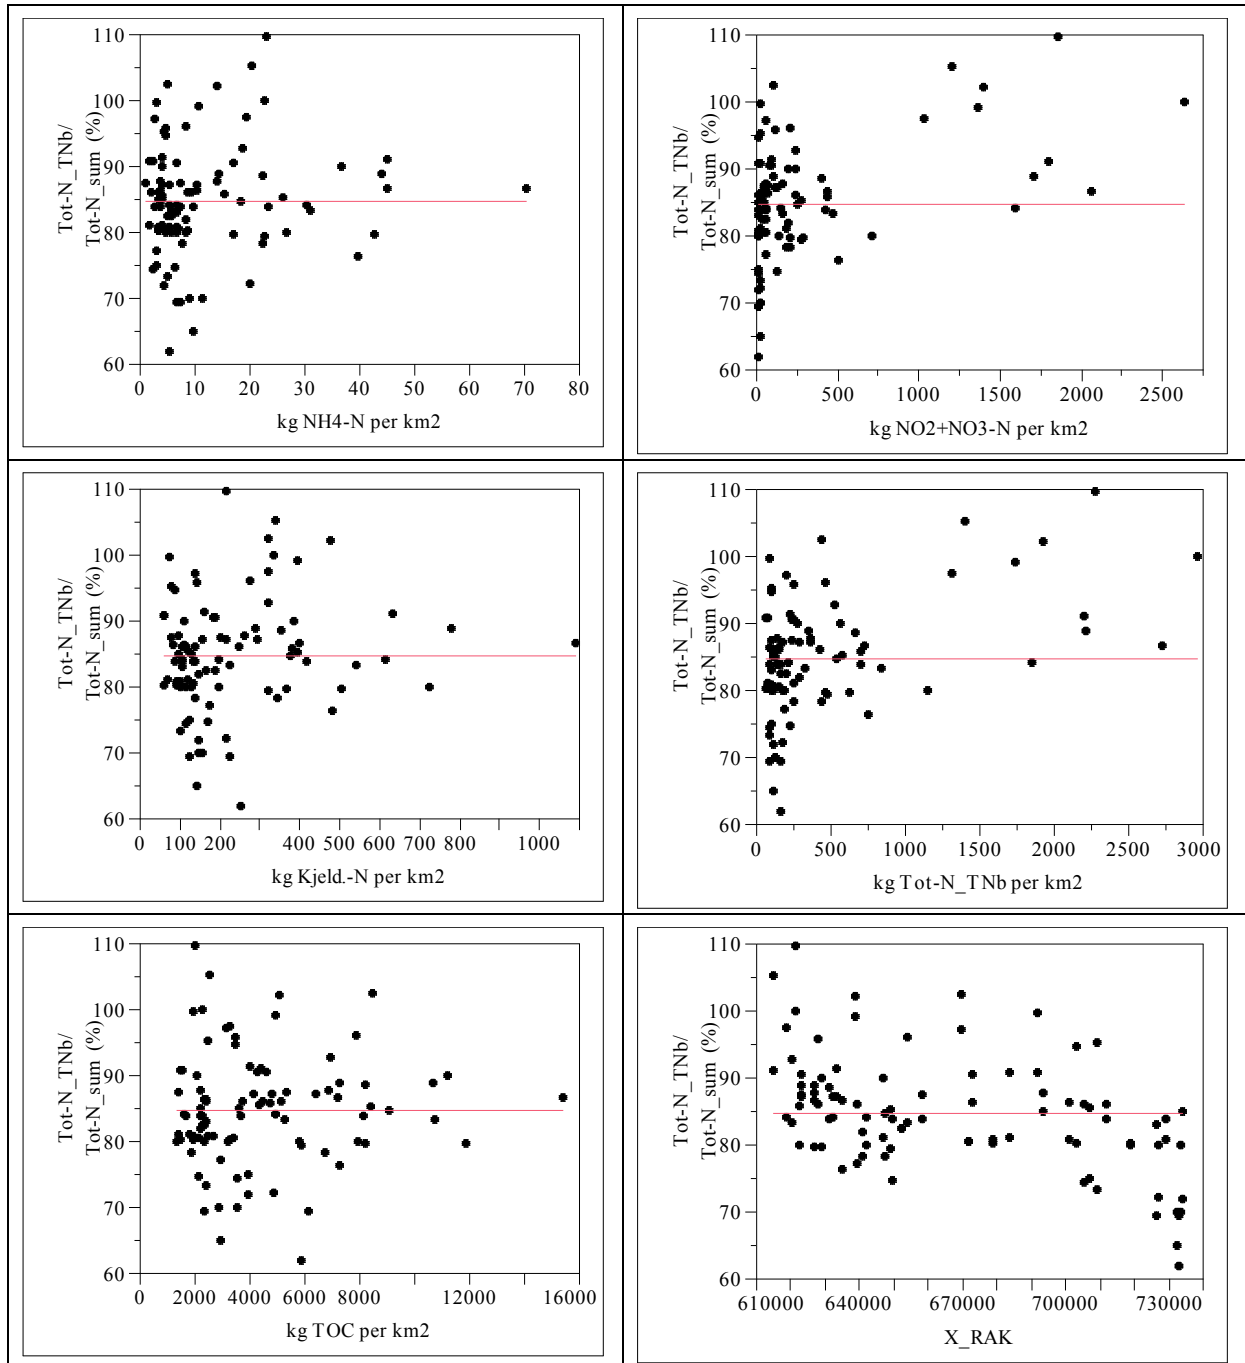 110
100
90
80
70
60
Tot-N_TNb/
Tot-N_sum (%)
0 10 20 30 40 50 60 70 80
kg NH4-N per km2
110
100
90
80
70
60
Tot-N_TNb/
Tot-N_sum (%)
0 500 1000 1500 2000 2500
kg NO2+NO3-N per km2
110
100
90
80
70
60
Tot-N_TNb/
Tot-N_sum (%)
0 100 200 400 600 700 800 1000
kg Kjeld.-N per km2
110
100
90
80
70
60
Tot-N_TNb/
Tot-N_sum (%)
0 500 1000 1500 2000 2500 3000
kg Tot-N_TNb per km2
110
100
90
80
70
60
Tot-N_TNb/
Tot-N_sum (%)
0 2000 4000 6000 8000 12000 16000
kg TOC per km2
110
100
90
80
70
60
Tot-N_TNb/
Tot-N_sum (%)
610000 640000 670000 700000 730000
X_RAK